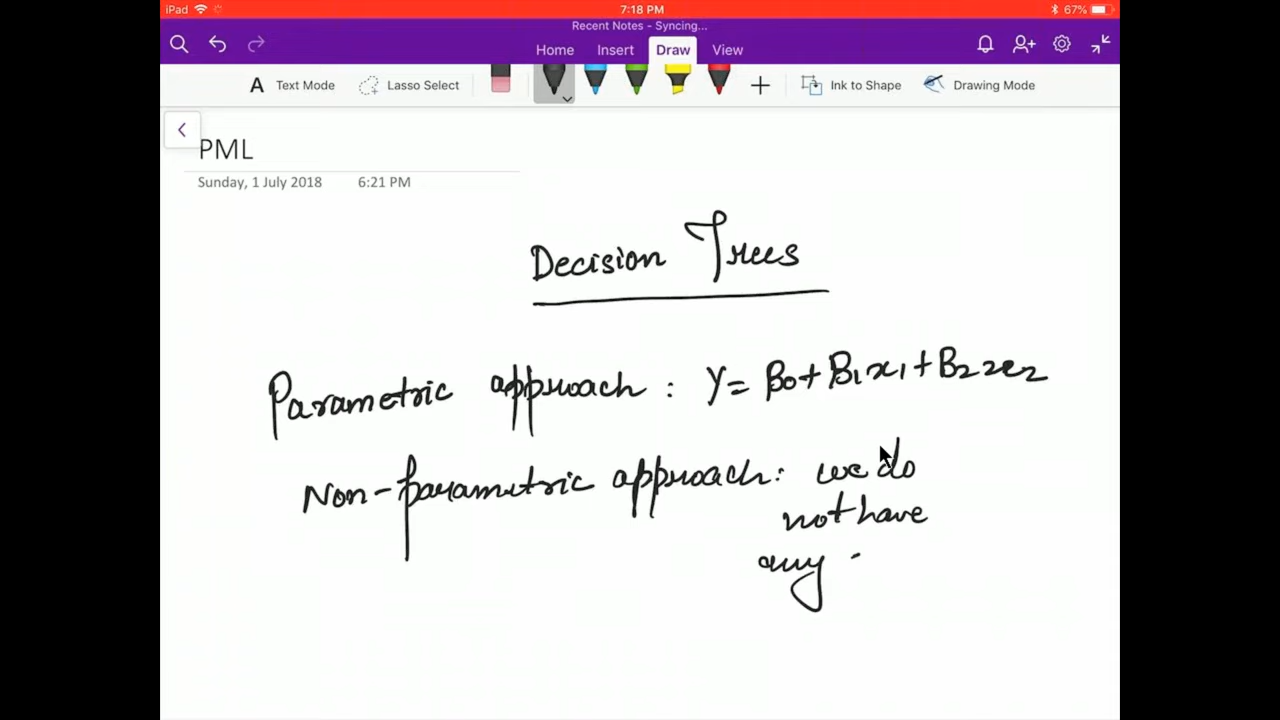 iPad 7:18 PM 67%
Recent Notes - Syncing...
Home Insert Draw View
A Text Mode Lasso Select Ink to Shape Drawing Mode
PML
Sunday, 1 July 2018 6:21 PM
Decision Trees
Parametric approach : Y = β0 + β1x1 + β2x2
Non-parametric approach: we do
not have
any